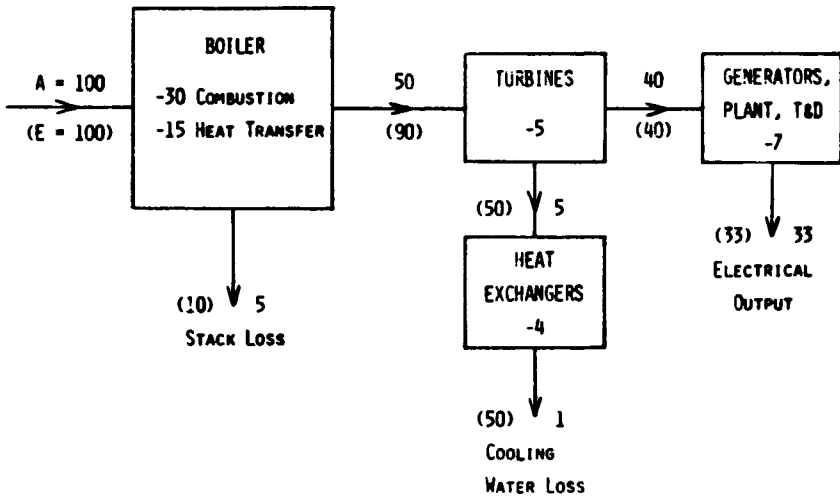 BOILER
A = 100
(E = 100)
-30 COMBUSTION
-15 HEAT TRANSFER
50
(90)
TURBINES
-5
40
(40)
GENERATORS,
PLANT, T&D
-7
(10) 5
STACK LOSS
(50) 5
HEAT
EXCHANGERS
-4
(50) 1
COOLING
WATER LOSS
(33) 33
ELECTRICAL
OUTPUT